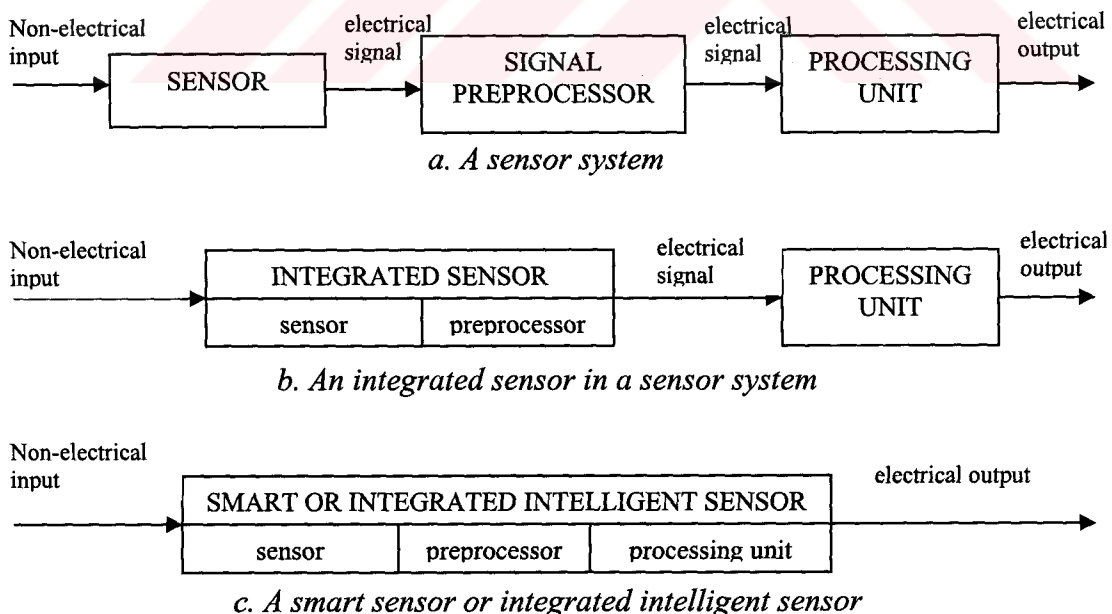 Non-electrical
input
SENSOR
electrical
signal
SIGNAL
PREPROCESSOR
electrical
signal
PROCESSING
UNIT
electrical
output
a. A sensor system
Non-electrical
input
INTEGRATED SENSOR
sensor
preprocessor
electrical
signal
PROCESSING
UNIT
electrical
output
b. An integrated sensor in a sensor system
Non-electrical
input
SMART OR INTEGRATED INTELLIGENT SENSOR
sensor
preprocessor
processing unit
electrical output
c. A smart sensor or integrated intelligent sensor